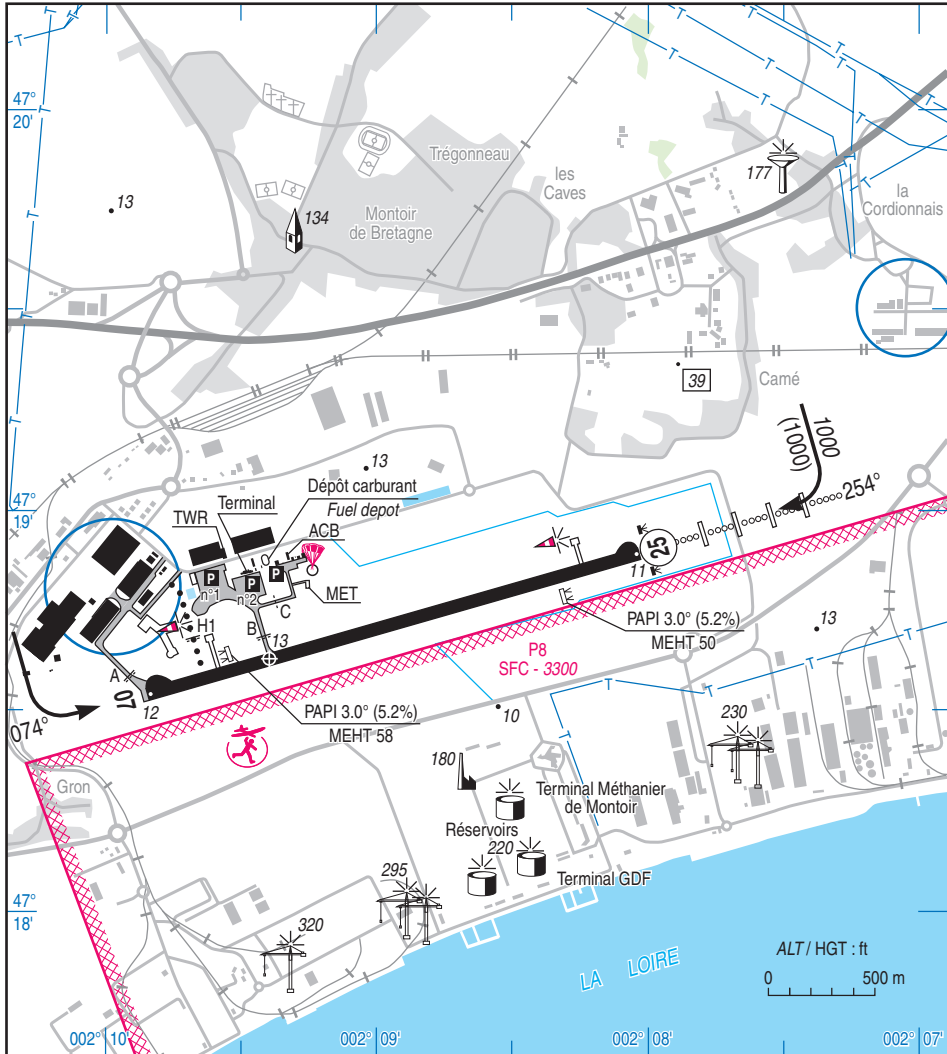 47°
20'
Trégonneau
les
Caves
177
la
Cordionnais
13
134
Montoir
de Bretagne
39
Camé
1000
(1000)
13
Dépôt carburant
Fuel depot
254°
47°
19'
Terminal
TWR
ACB
25
11
P
P
P
n°1
n°2
MET
C
H1
B
13
PAPI 3.0° (5.2%)
MEHT 50
13
P8
SFC - 3300
A
07
12
074°
PAPI 3.0° (5.2%)
MEHT 58
10
230
180
Gron
Terminal Méthanier
de Montoir
Réservoirs
220
295
Terminal GDF
47°
18'
320
LA LOIRE
ALT / HGT : ft
0 500 m
002° 10'
002° 09'
002° 08'
002° 07'
T T T T T T T T T T T T T T T T T T